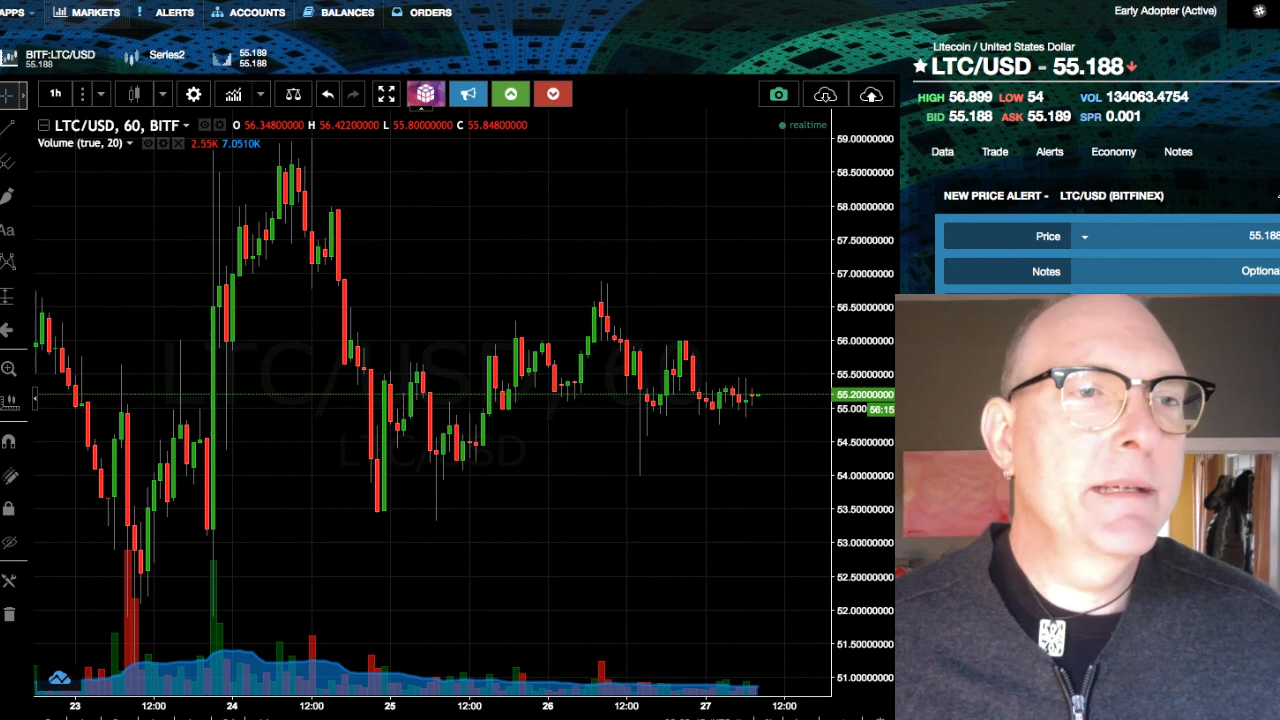 APPS MARKETS ALERTS ACCOUNTS BALANCES ORDERS
Early Adopter (Active)
BITF:LTC/USD
55.188
Series2
55.189
55.188
Litecoin / United States Dollar
LTC/USD - 55.188
HIGH 56.899 LOW 54 VOL 134063.4754
BID 55.188 ASK 55.189 SPR 0.001
Data Trade Alerts Economy Notes
NEW PRICE ALERT - LTC/USD (BITFINEX)
Price 55.188
Notes Optiona
1h
LTC/USD, 60, BITF O 56.34800000 H 56.42200000 L 55.80000000 C 55.84800000
realtime
Volume (true, 20) 2.55K 7.0510K
Aa
LTC/USD, 60
LTC/USD
59.00000000
58.50000000
58.00000000
57.50000000
57.00000000
56.50000000
56.00000000
55.50000000
55.20000000
55.000
56:15
54.50000000
54.00000000
53.50000000
53.00000000
52.50000000
52.00000000
51.50000000
51.00000000
23 12:00 24 12:00 25 12:00 26 12:00 27 12:00